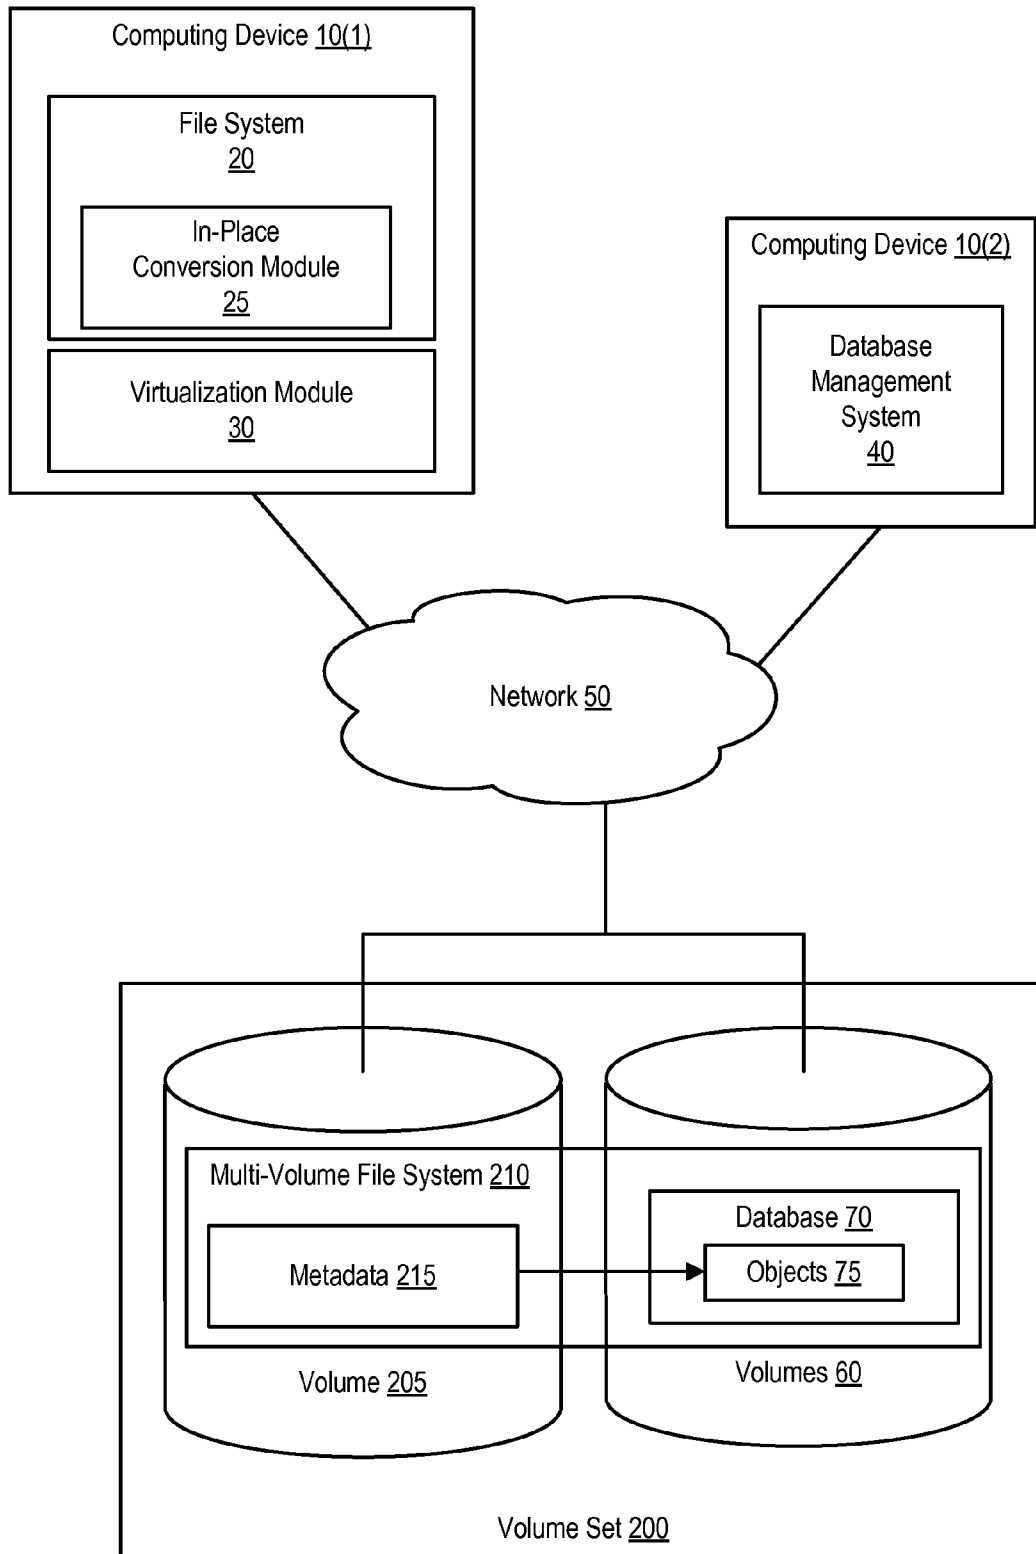 Computing Device 10(1)
File System
20
In-Place
Conversion Module
25
Virtualization Module
30
Computing Device 10(2)
Database
Management
System
40
Network 50
Multi-Volume File System 210
Metadata 215
Database 70
Objects 75
Volume 205
Volumes 60
Volume Set 200